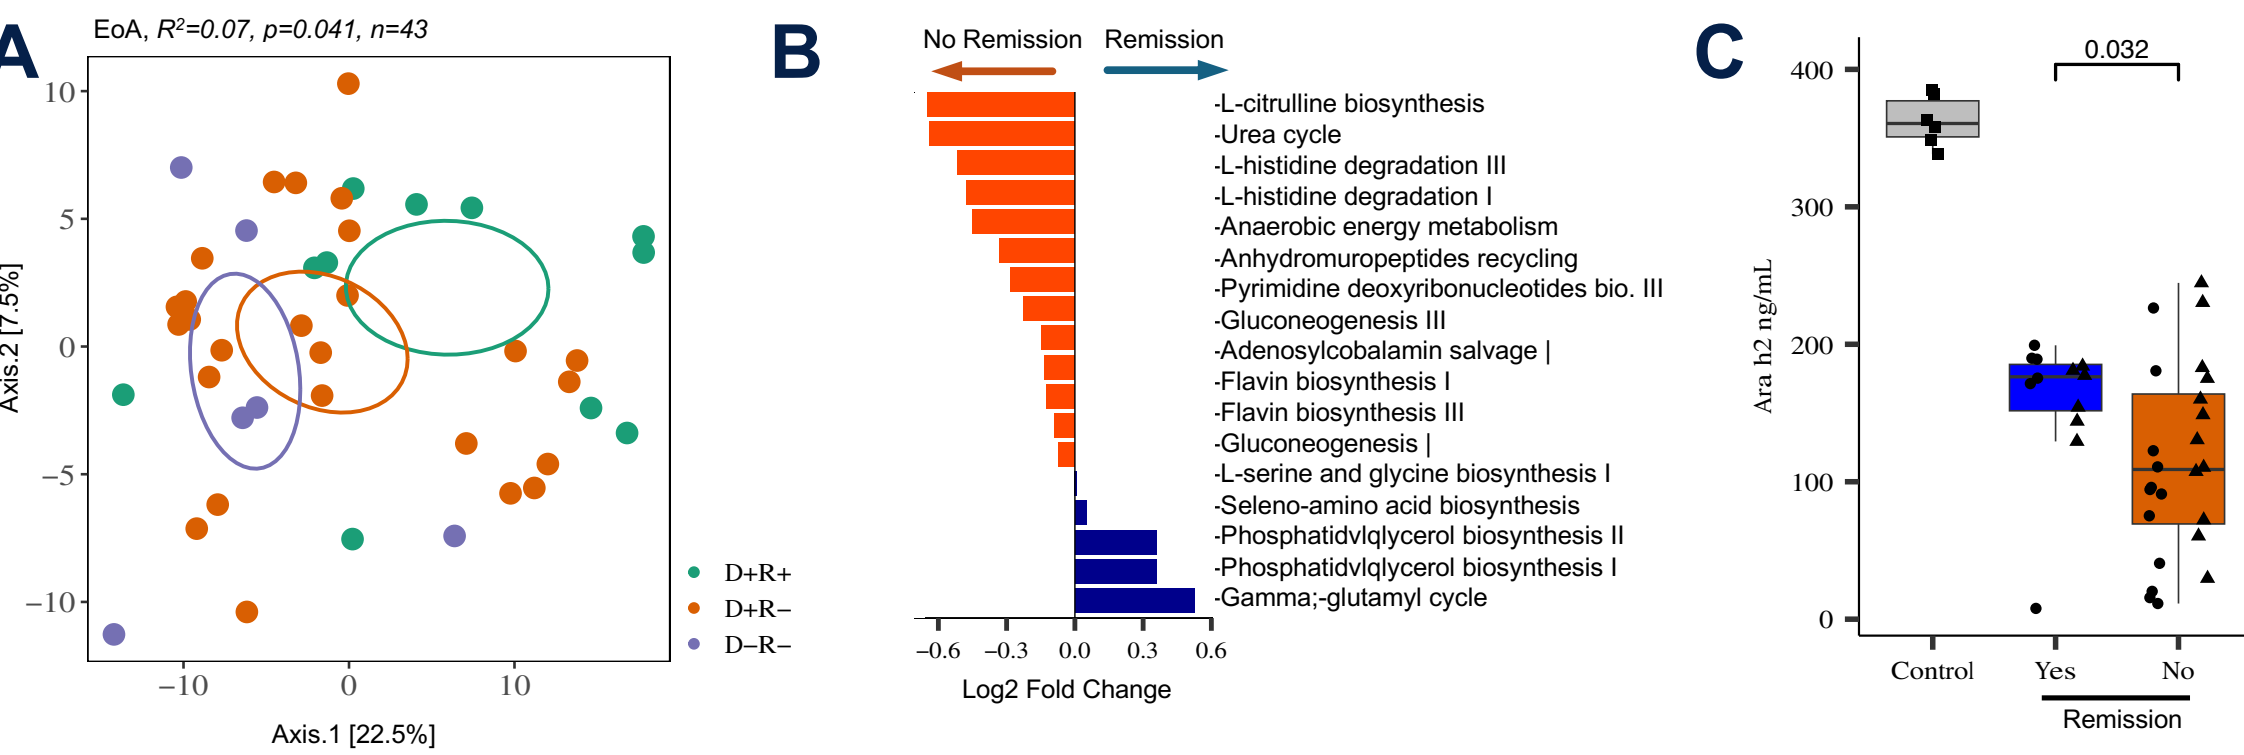 A
EoA, R²=0.07, p=0.041, n=43
Axis.2 [7.5%]
10
5
0
−5
−10
−10
0
10
Axis.1 [22.5%]
D+R+
D+R−
D−R−
B
No Remission
Remission
-L-citrulline biosynthesis
-Urea cycle
-L-histidine degradation III
-L-histidine degradation I
-Anaerobic energy metabolism
-Anhydromuropeptides recycling
-Pyrimidine deoxyribonucleotides bio. III
-Gluconeogenesis III
-Adenosylcobalamin salvage |
-Flavin biosynthesis I
-Flavin biosynthesis III
-Gluconeogenesis |
-L-serine and glycine biosynthesis I
-Seleno-amino acid biosynthesis
-Phosphatidvlqlycerol biosynthesis II
-Phosphatidvlqlycerol biosynthesis I
-Gamma;-glutamyl cycle
−0.6
−0.3
0.0
0.3
0.6
Log2 Fold Change
C
0.032
Ara h2 ng/mL
400
300
200
100
0
Control
Yes
No
Remission